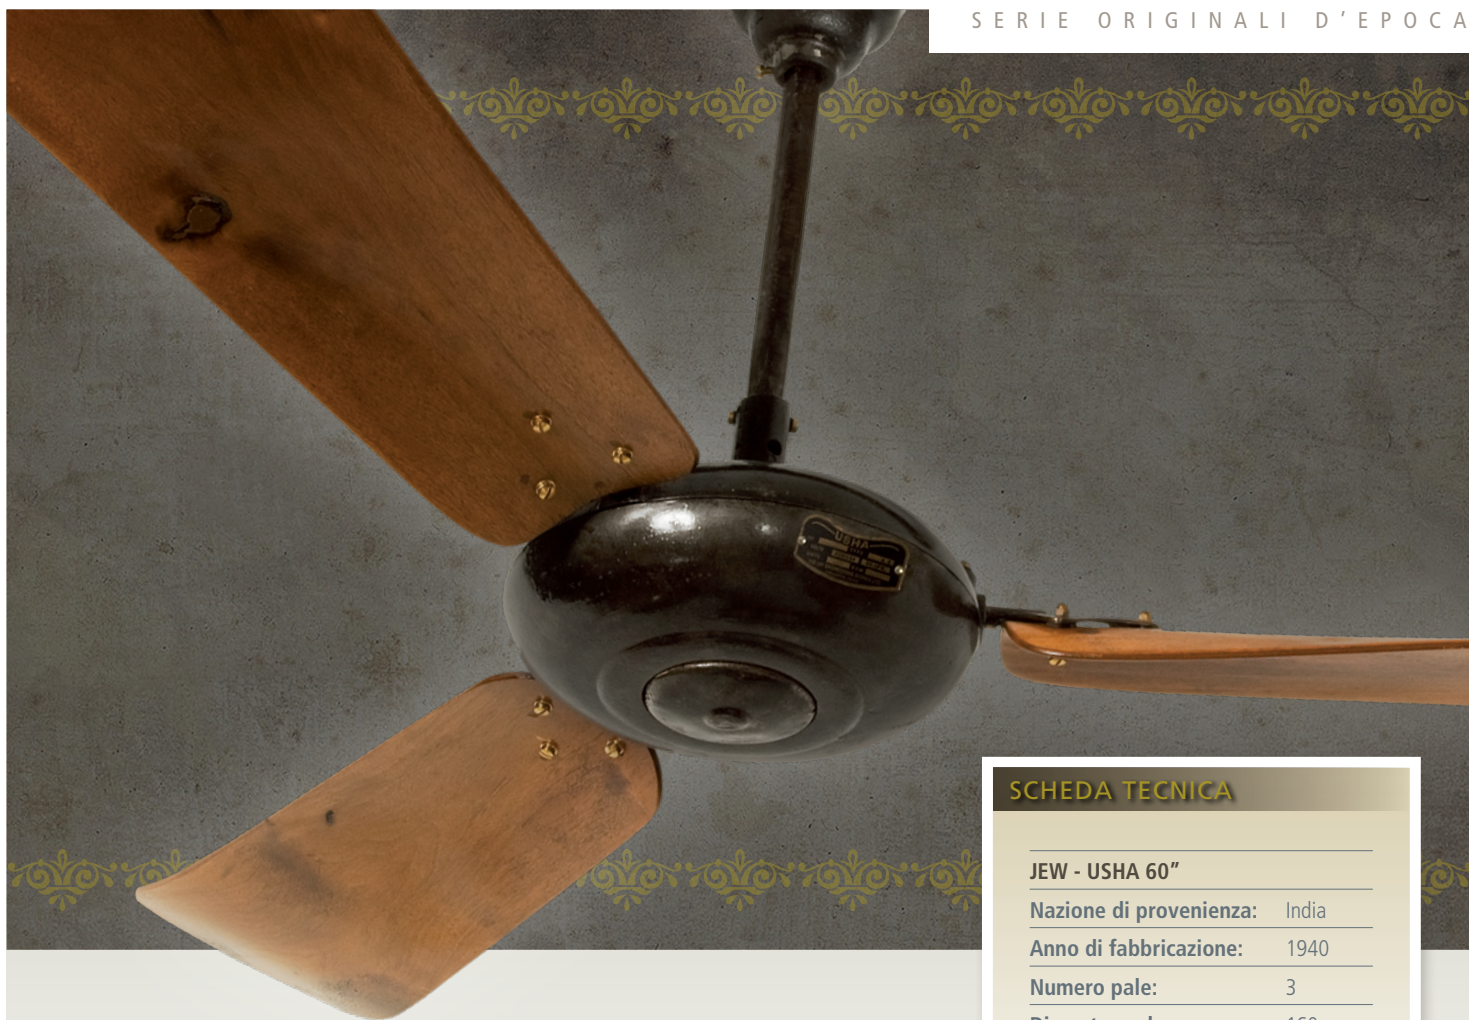 SERIE ORIGINALI D'EPOCA
USHA
SCHEDA TECNICA
JEW - USHA 60”
Nazione di provenienza: India
Anno di fabbricazione: 1940
Numero pale: 3